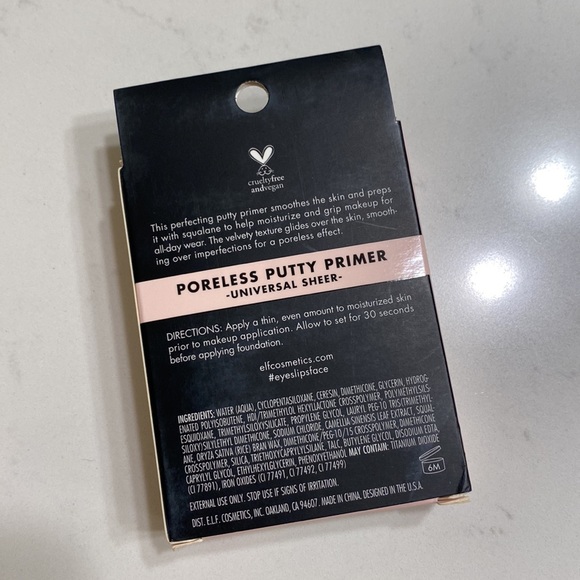 crueltyfree
andvegan
This perfecting putty primer smoothes the skin and preps
it with squalane to help moisturize and grip makeup for
all-day wear. The velvety texture glides over the skin, smooth-
ing over imperfections for a poreless effect.
PORELESS PUTTY PRIMER
-UNIVERSAL SHEER-
DIRECTIONS: Apply a thin, even amount to moisturized skin
prior to makeup application. Allow to set for 30 seconds
before applying foundation.
elfcosmetics.com
#eyeslipsface
INGREDIENTS: WATER (AQUA), CYCLOPENTASILOXANE, CERESIN, DIMETHICONE, GLYCERIN, HYDROG-
ENATED POLYISOBUTENE, HDI/TRIMETHYLOL HEXYLLACTONE CROSSPOLYMER, POLYMETHYLSILS-
ESQUIOXANE, TRIMETHYLSILOXYSILICATE, PROPYLENE GLYCOL, LAURYL PEG-10 TRIS(TRIMETHYL
SILOXY)SILYLETHYL DIMETHICONE, SODIUM CHLORIDE, CAMELLIA SINENSIS LEAF EXTRACT, SQUAL
ANE, ORYZA SATIVA (RICE) BRAN WAX, DIMETHICONE/PEG-10/15 CROSSPOLYMER, DIMETHICONE
CROSSPOLYMER, SILICA, TRIETHOXYCAPRYLYLSILANE, TALC, BUTYLENE GLYCOL, DISODIUM EDTA,
CAPRYLYL GLYCOL, ETHYLHEXYLGLYCERIN, PHENOXYETHANOL MAY CONTAIN: TITANIUM DIOXIDE
(CI 77891), IRON OXIDES (CI 77491, CI 77492, CI 77499)
EXTERNAL USE ONLY. STOP USE IF SIGNS OF IRRITATION.
DIST. E.L.F. COSMETICS, INC. OAKLAND, CA 94607. MADE IN CHINA. DESIGNED IN THE U.S.A.
6M